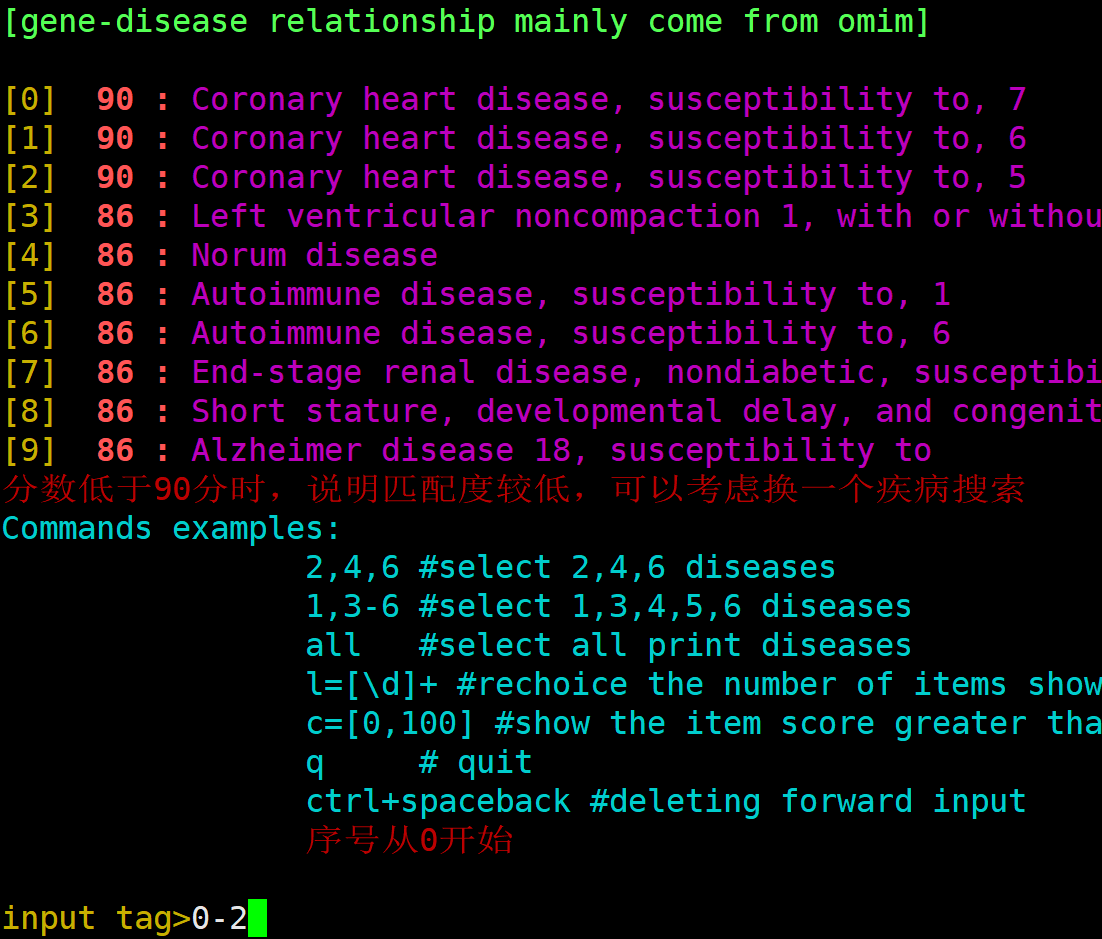 [gene-disease relationship mainly come from omim]
[0]  90 : Coronary heart disease, susceptibility to, 7
[1]  90 : Coronary heart disease, susceptibility to, 6
[2]  90 : Coronary heart disease, susceptibility to, 5
[3]  86 : Left ventricular noncompaction 1, with or withou
[4]  86 : Norum disease
[5]  86 : Autoimmune disease, susceptibility to, 1
[6]  86 : Autoimmune disease, susceptibility to, 6
[7]  86 : End-stage renal disease, nondiabetic, susceptibi
[8]  86 : Short stature, developmental delay, and congenit
[9]  86 : Alzheimer disease 18, susceptibility to
分数低于90分时，说明匹配度较低，可以考虑换一个疾病搜索
Commands examples:
2,4,6 #select 2,4,6 diseases
1,3-6 #select 1,3,4,5,6 diseases
all   #select all print diseases
l=[\d]+ #rechoice the number of items show
c=[0,100] #show the item score greater tha
q     # quit
ctrl+spaceback #deleting forward input
序号从0开始
input tag>0-2